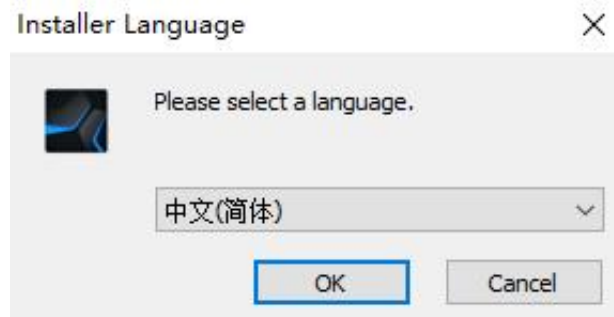 Installer Language
Please select a language.
中文(简体)
OK
Cancel